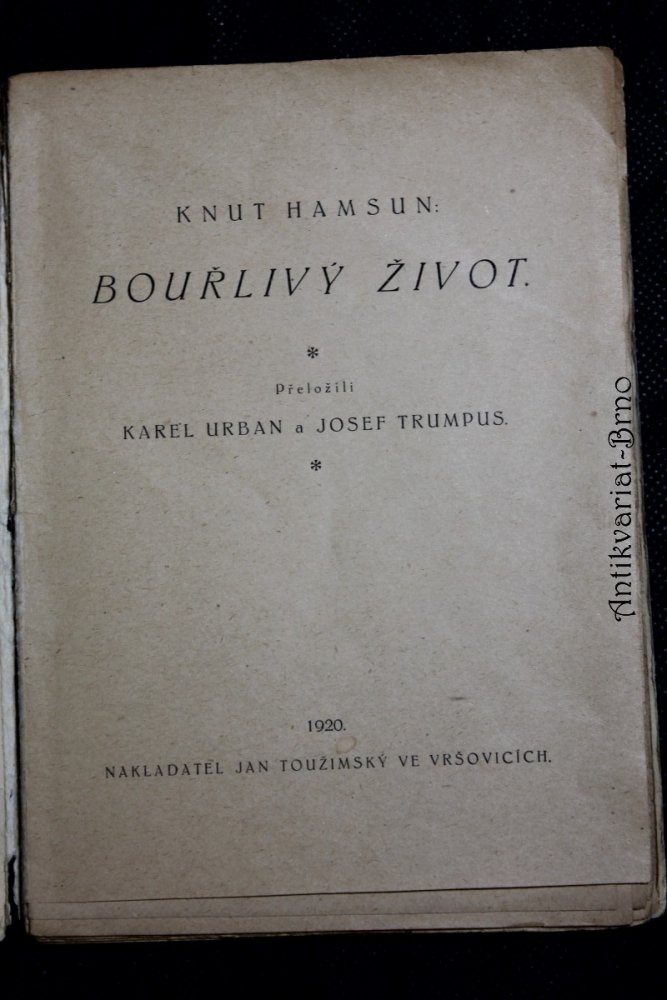 KNUT HAMSUN:
BOUŘLIVÝ ŽIVOT.
*
Přeložili
KAREL URBAN a JOSEF TRUMPUS.
*
1920.
NAKLADATEL JAN TOUŽIMSKÝ VE VRŠOVICÍCH.
Antikvariat-Brno